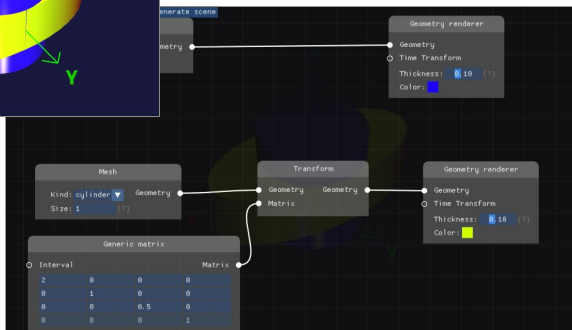 enerate scene
Geometry renderer
metry
Geometry
Time Transform
Thickness: 0.10 (?)
Color:
Y
Mesh
Transform
Geometry renderer
Kind: cylinder Geometry
Size: 1 (?)
Geometry Geometry
Matrix
Geometry
Time Transform
Thickness: 0.10 (?)
Color:
Generic matrix
Interval Matrix
2 0 0 0
0 1 0 0
0 0 0.5 0
0 0 0 1